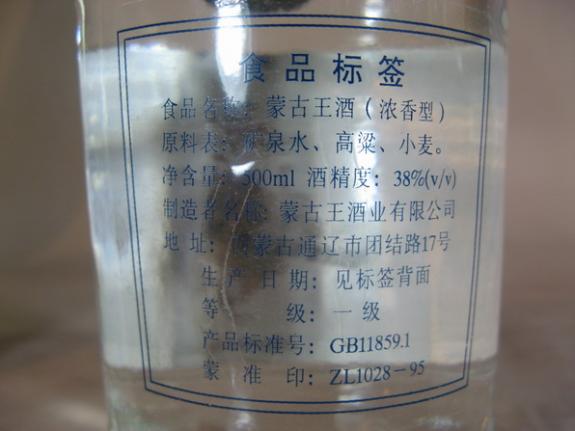 食品标签
食品名称：蒙古王酒（浓香型）
原料表：矿泉水、高粱、小麦。
净含量：500ml 酒精度：38%(v/v)
制造者名称：蒙古王酒业有限公司
地址：内蒙古通辽市团结路17号
生产日期：见标签背面
等级：一级
产品标准号：GB11859.1
蒙准印：ZL1028-95